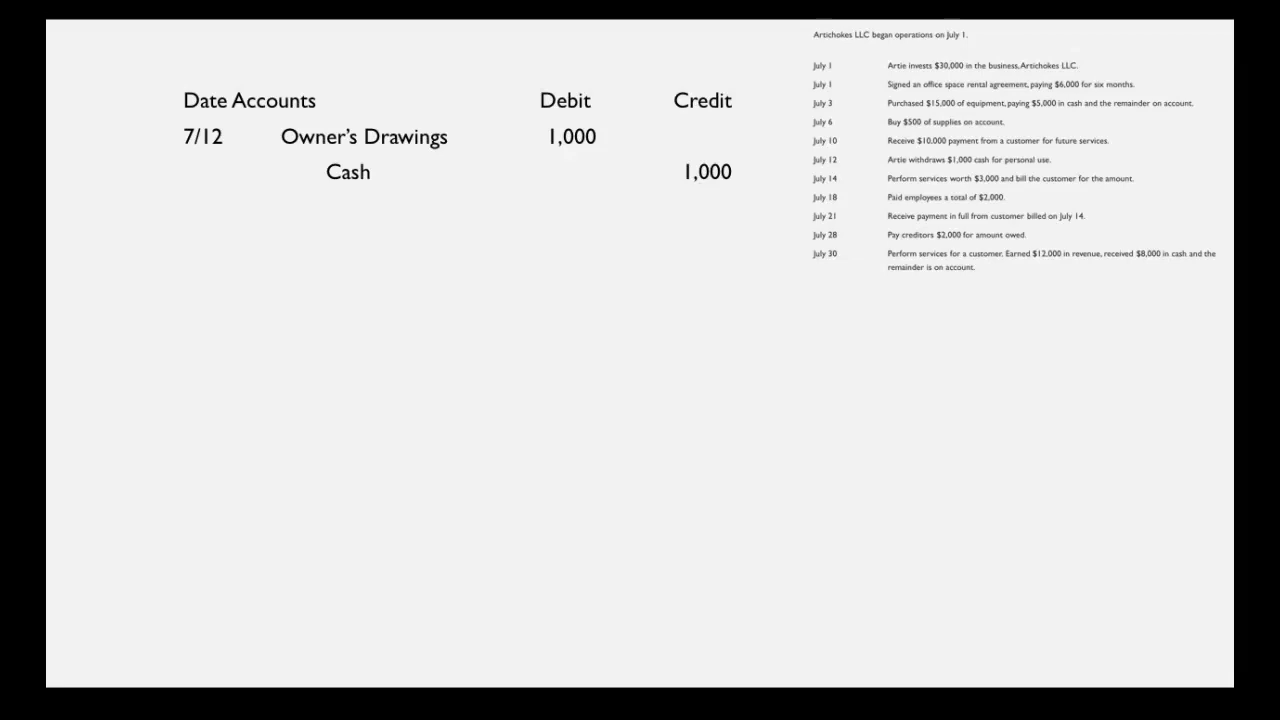 Date Accounts Debit Credit
7/12 Owner's Drawings 1,000
Cash 1,000
Artichokes LLC began operations on July 1.
July 1 Artie invests $30,000 in the business, Artichokes LLC.
July 1 Signed an office space rental agreement, paying $6,000 for six months.
July 3 Purchased $15,000 of equipment, paying $5,000 in cash and the remainder on account.
July 6 Buy $500 of supplies on account.
July 10 Receive $10,000 payment from a customer for future services.
July 12 Artie withdraws $1,000 cash for personal use.
July 14 Perform services worth $3,000 and bill the customer for the amount.
July 18 Paid employees a total of $2,000.
July 21 Receive payment in full from customer billed on July 14.
July 28 Pay creditors $2,000 for amount owed.
July 30 Perform services for a customer. Earned $12,000 in revenue, received $8,000 in cash and the
remainder is on account.